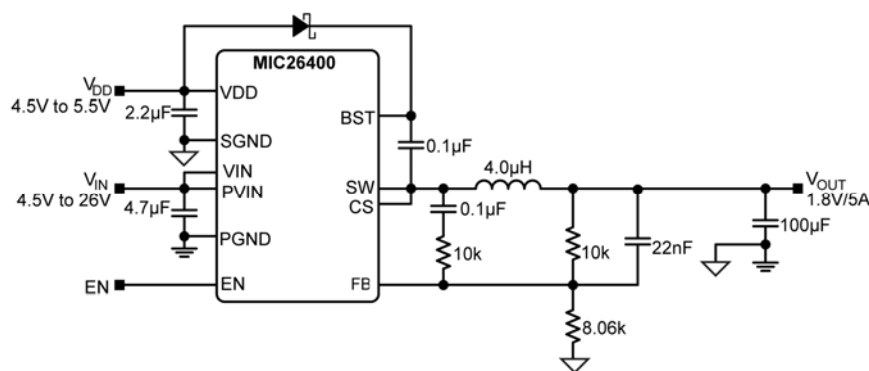 MIC26400
VDD
4.5V to 5.5V
VDD
2.2µF
BST
SGND
0.1µF
4.0µH
VIN
VIN
SW
VOUT
4.5V to 26V
PVIN
CS
1.8V/5A
4.7µF
0.1µF
100µF
PGND
10k
10k
22nF
EN
EN
FB
8.06k